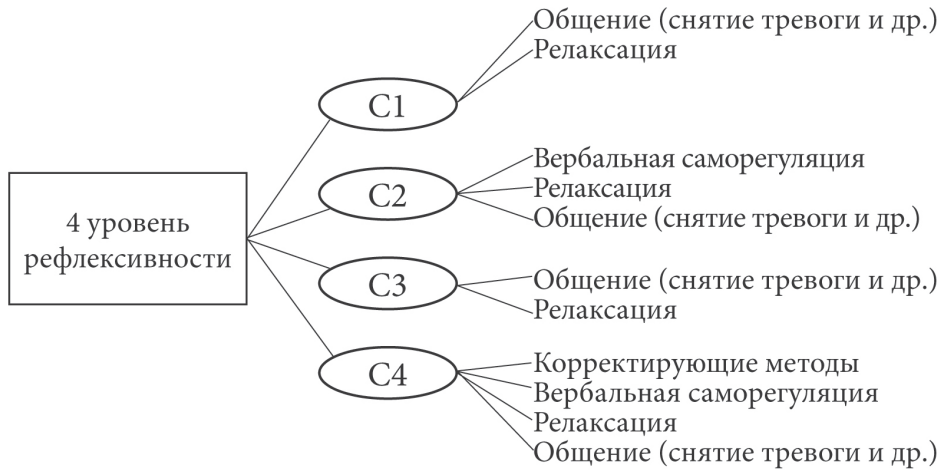 4 уровень
рефлексивности
С1
Общение (снятие тревоги и др.)
Релаксация
С2
Вербальная саморегуляция
Релаксация
Общение (снятие тревоги и др.)
С3
Общение (снятие тревоги и др.)
Релаксация
С4
Корректирующие методы
Вербальная саморегуляция
Релаксация
Общение (снятие тревоги и др.)